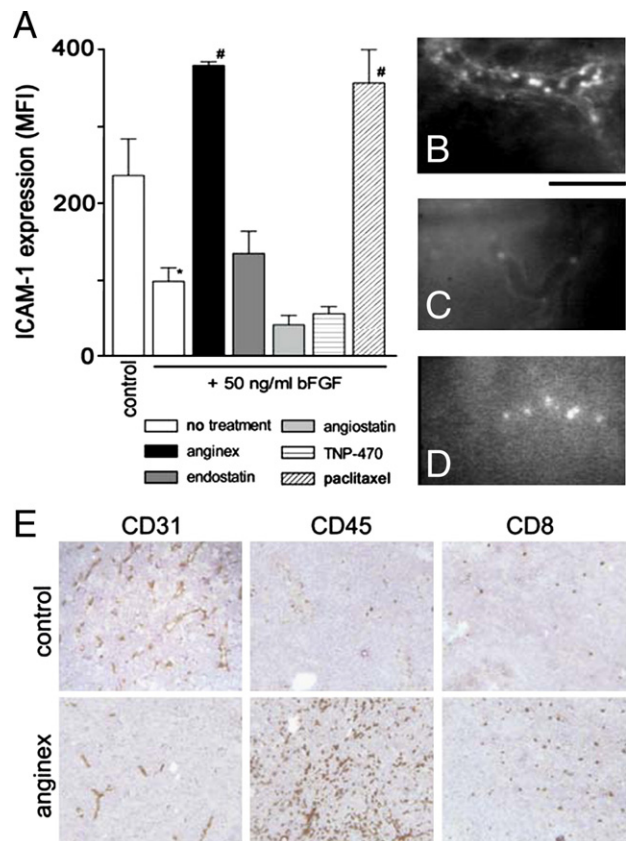 A
ICAM-1 expression (MFI)
400
200
0
#
*
#
control
+ 50 ng/ml bFGF
no treatment
anginex
endostatin
angiostatin
TNP-470
paclitaxel
B
C
D
E
CD31 CD45 CD8
control
anginex